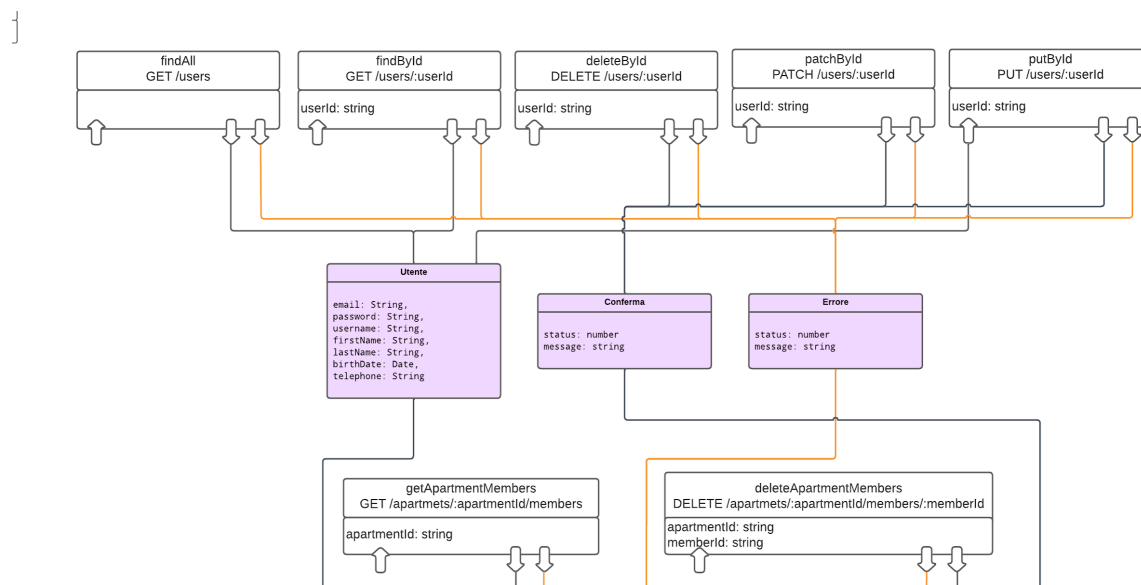 findAll
GET /users
findById
GET /users/:userId
userId: string
deleteById
DELETE /users/:userId
userId: string
patchById
PATCH /users/:userId
userId: string
putById
PUT /users/:userId
userId: string
Utente
email: String,
password: String,
username: String,
firstName: String,
lastName: String,
birthDate: Date,
telephone: String
Conferma
status: number
message: string
Errore
status: number
message: string
getApartmentMembers
GET /apartmets/:apartmentId/members
apartmentId: string
deleteApartmentMembers
DELETE /apartmets/:apartmentId/members/:memberId
apartmentId: string
memberId: string